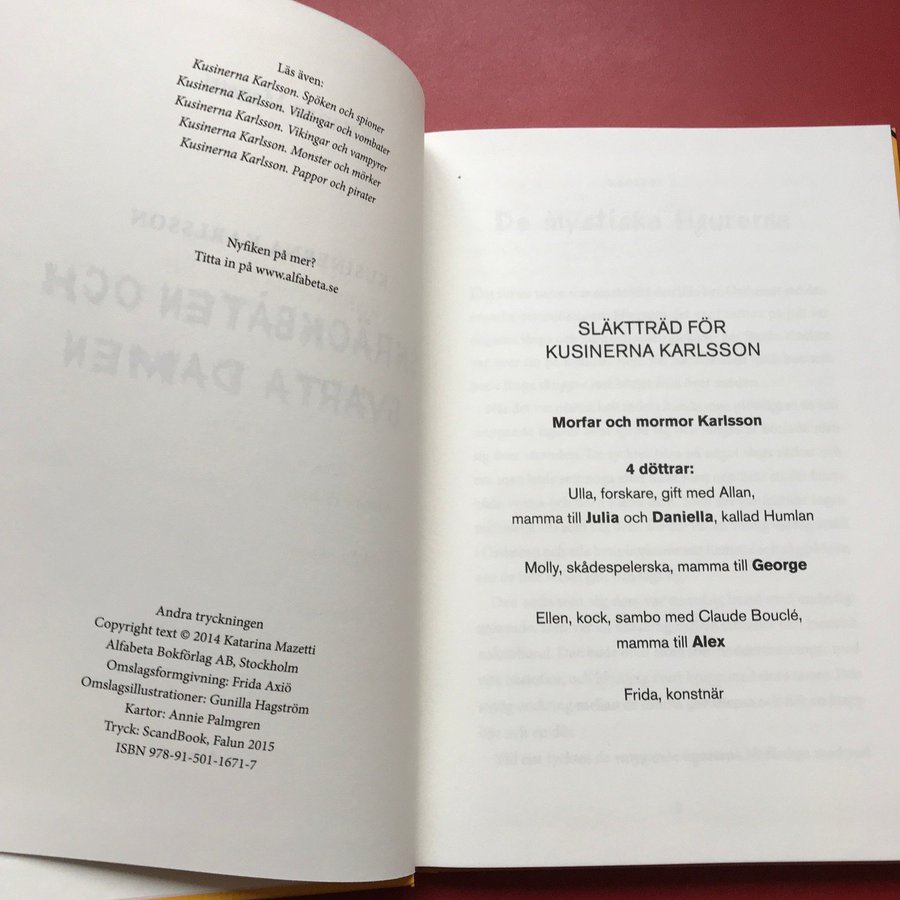 Läs även:
Kusinerna Karlsson. Spöken och spioner
Kusinerna Karlsson. Vildingar och vombater
Kusinerna Karlsson. Vikingar och vampyrer
Kusinerna Karlsson. Monster och mörker
Kusinerna Karlsson. Pappor och pirater
Nyfiken på mer?
Titta in på www.alfabeta.se
Andra tryckningen
Copyright text © 2014 Katarina Mazetti
Alfabeta Bokförlag AB, Stockholm
Omslagsformgivning: Frida Axiö
Omslagsillustrationer: Gunilla Hagström
Kartor: Annie Palmgren
Tryck: ScandBook, Falun 2015
ISBN 978-91-501-1671-7
SLÄKTTRÄD FÖR
KUSINERNA KARLSSON
Morfar och mormor Karlsson
4 döttrar:
Ulla, forskare, gift med Allan,
mamma till Julia och Daniella, kallad Humlan
Molly, skådespelerska, mamma till George
Ellen, kock, sambo med Claude Bouclé,
mamma till Alex
Frida, konstnär